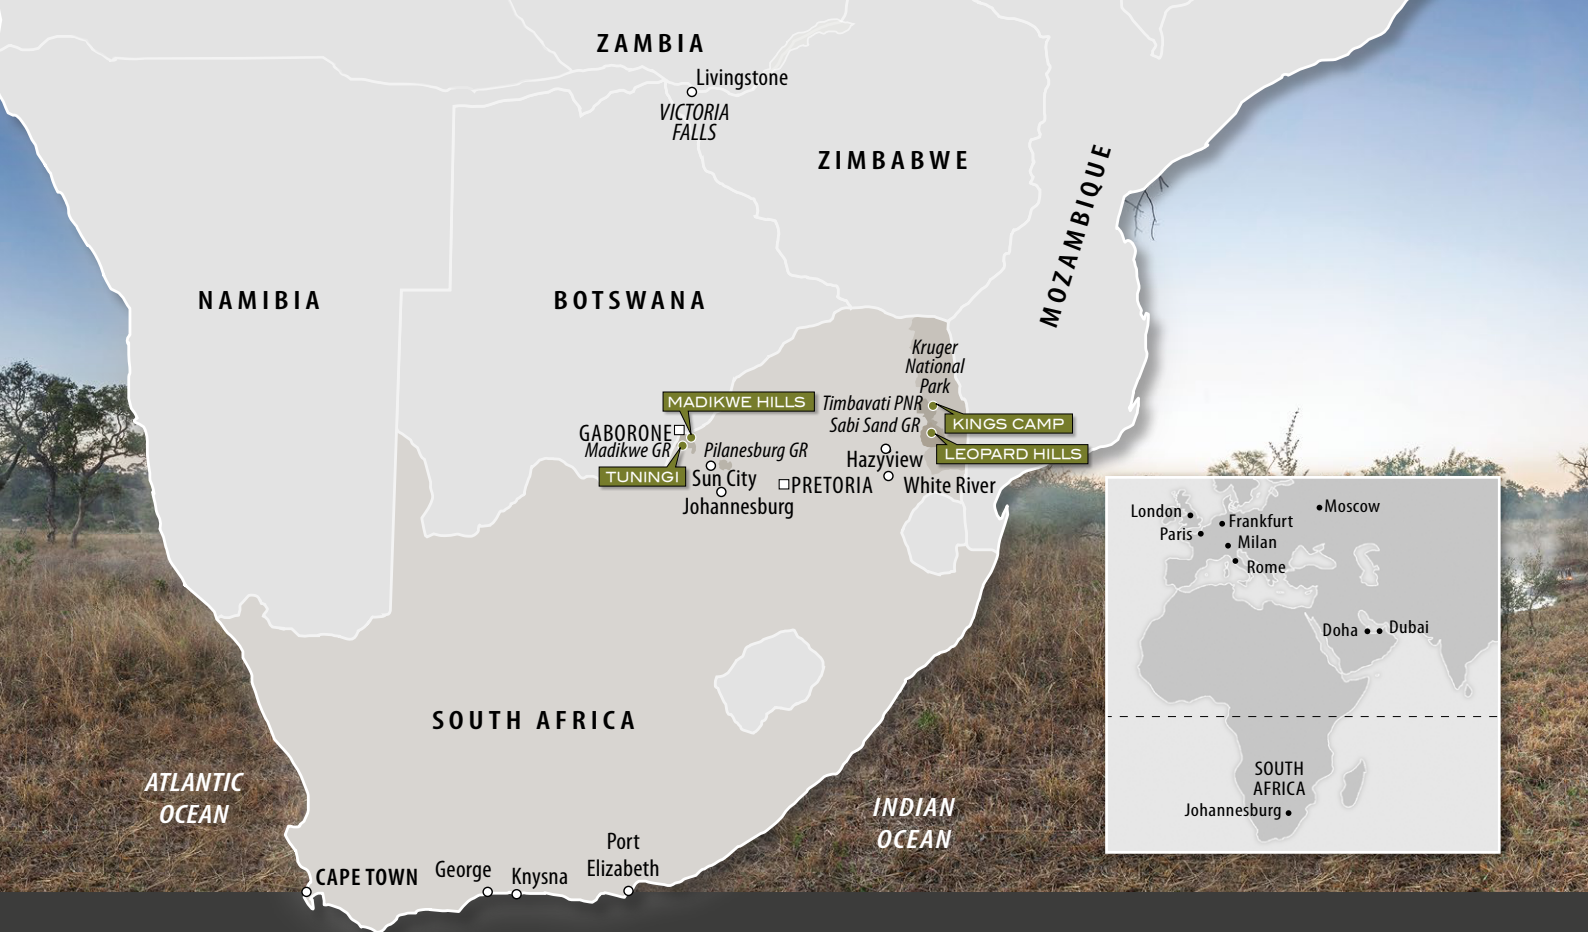 ZAMBIA
Livingstone
VICTORIA
FALLS
ZIMBABWE
MOZAMBIQUE
NAMIBIA
BOTSWANA
Kruger
National
Park
MADIKWE HILLS
Timbavati PNR
KINGS CAMP
Sabi Sand GR
GABORONE
Madikwe GR
Pilanesburg GR
LEOPARD HILLS
Hazyview
TUNINGI
Sun City
PRETORIA
White River
Johannesburg
SOUTH AFRICA
ATLANTIC
OCEAN
INDIAN
OCEAN
Port
Elizabeth
George
Knysna
CAPE TOWN
London
Moscow
Frankfurt
Paris
Milan
Rome
Doha
Dubai
SOUTH
AFRICA
Johannesburg